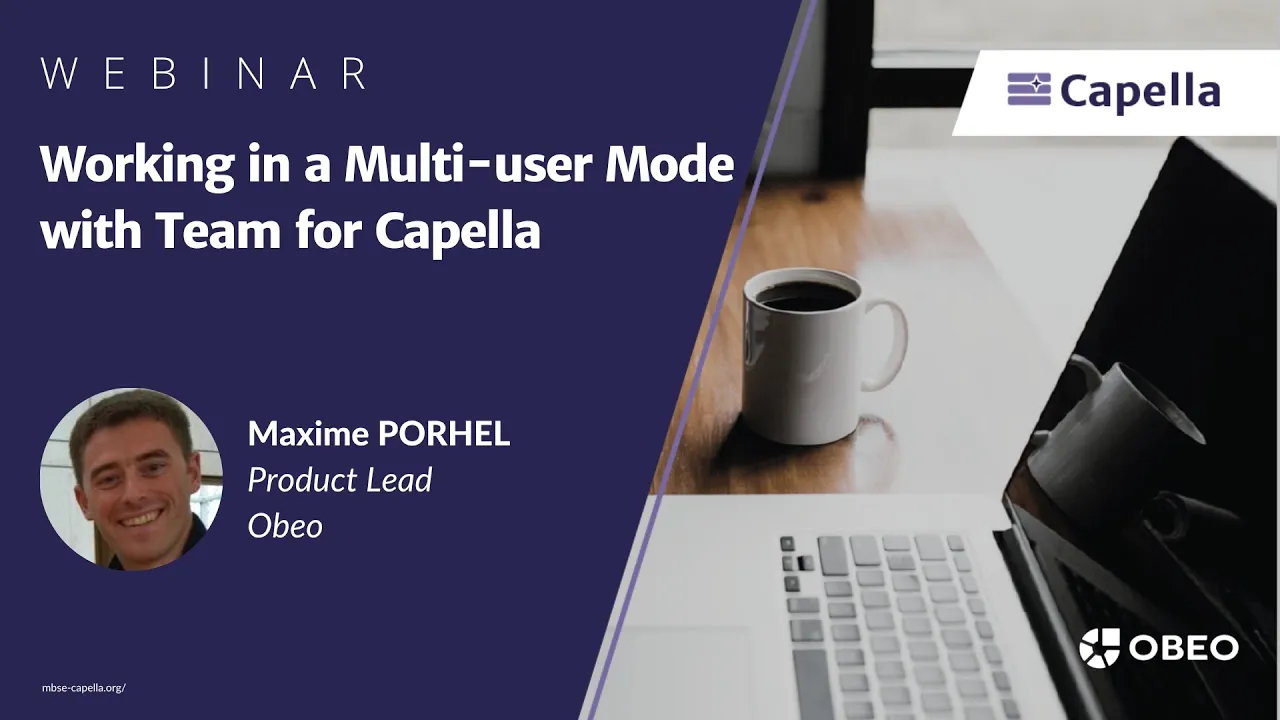 WEBINAR
Capella
Working in a Multi-user Mode
with Team for Capella
Maxime PORHEL
Product Lead
Obeo
OBEO
mbse-capella.org/